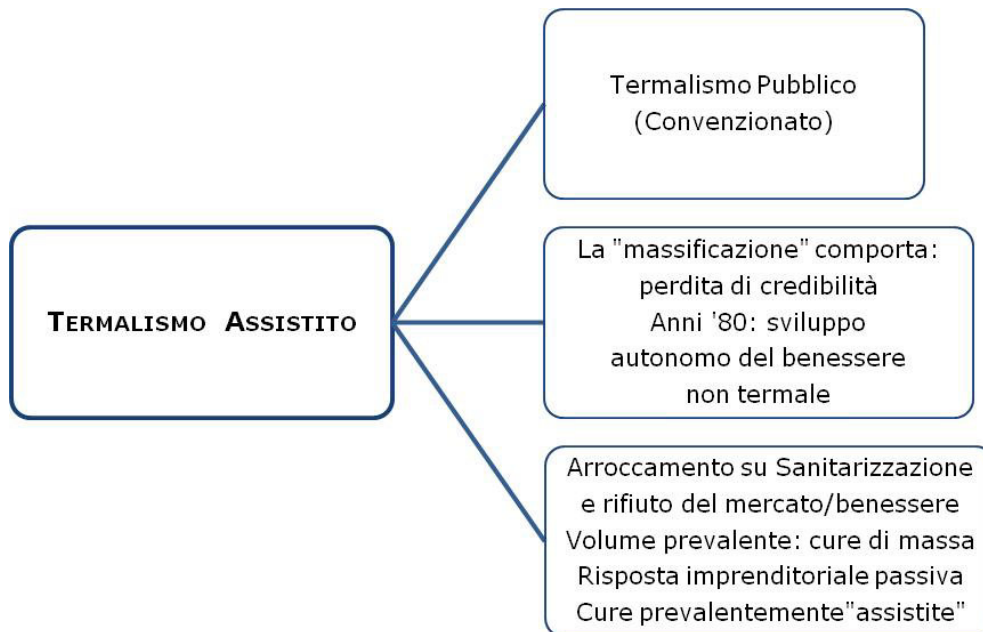 Termalismo Pubblico
(Convenzionato)
TERMALISMO ASSISTITO
La "massificazione" comporta:
perdita di credibilità
Anni '80: sviluppo
autonomo del benessere
non termale
Arroccamento su Sanitarizzazione
e rifiuto del mercato/benessere
Volume prevalente: cure di massa
Risposta imprenditoriale passiva
Cure prevalentemente"assistite"